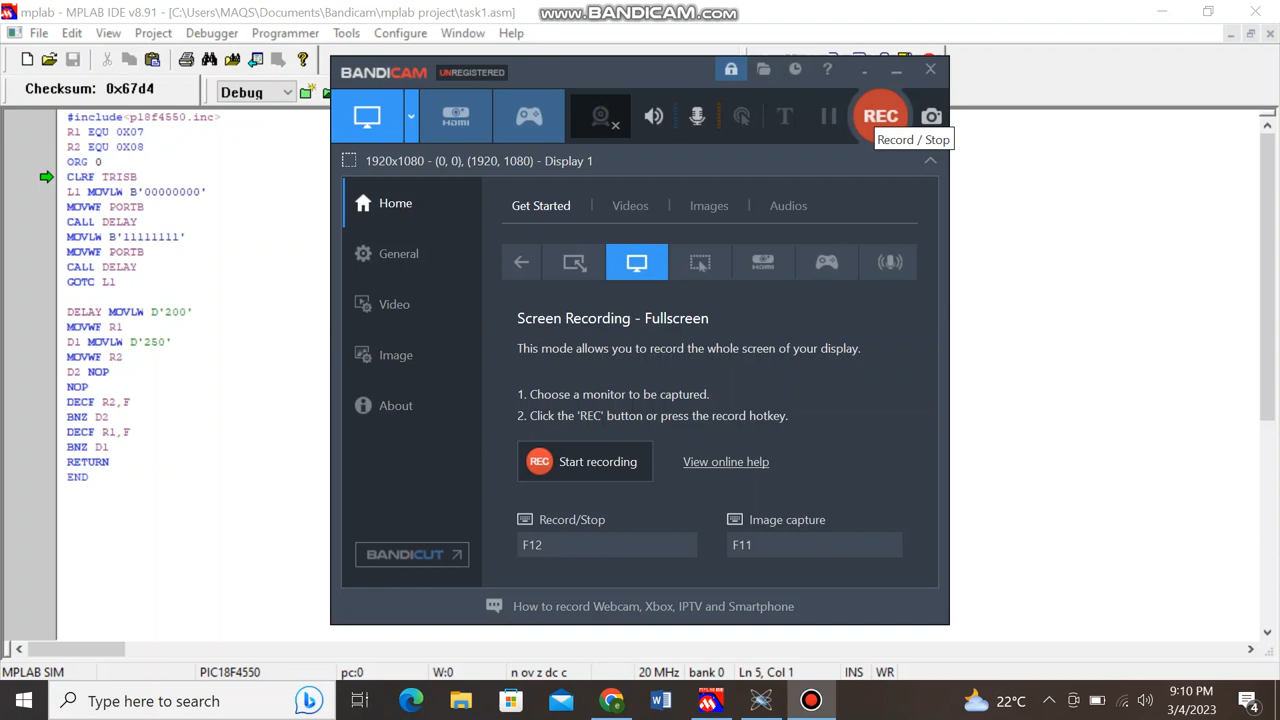 mplab - MPLAB IDE v8.91 - [C:\Users\MAQS\Documents\Bandicam\mplab project\task1.asm]
www.BANDICAM.com
File Edit View Project Debugger Programmer Tools Configure Window Help
Checksum: 0x67d4
Debug
#include<p18f4550.inc>
R1 EQU 0X07
R2 EQU 0X08
ORG 0
CLRF TRISB
L1 MOVLW B'00000000'
MOVWF PORTB
CALL DELAY
MOVLW B'11111111'
MOVWF PORTB
CALL DELAY
GOTO L1
DELAY MOVLW D'200'
MOVWF R1
D1 MOVLW D'250'
MOVWF R2
D2 NOP
NOP
DECF R2,F
BNZ D2
DECF R1,F
BNZ D1
RETURN
END
BANDICAM UNREGISTERED
HDMI
T
REC
Record / Stop
1920x1080 - (0, 0), (1920, 1080) - Display 1
Home
General
Video
Image
About
BANDICUT
Get Started Videos Images Audios
HDMI
Screen Recording - Fullscreen
This mode allows you to record the whole screen of your display.
1. Choose a monitor to be captured.
2. Click the 'REC' button or press the record hotkey.
REC Start recording View online help
Record/Stop Image capture
F12 F11
How to record Webcam, Xbox, IPTV and Smartphone
MPLAB SIM PIC18F4550 pc:0 W:0 n ov z dc c 20 MHz bank 0 Ln 5, Col 1 INS WR
Type here to search
22°C
9:10 PM
3/4/2023
4